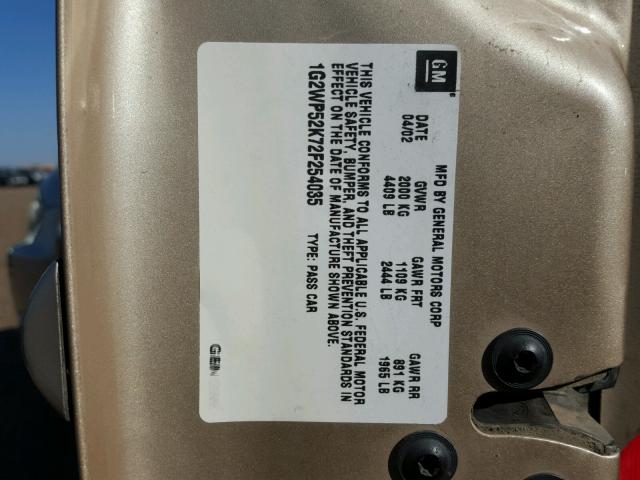 GM
MFD BY GENERAL MOTORS CORP
DATE GVWR GAWR FRT GAWR RR
04/02 2000 KG 1109 KG 891 KG
4409 LB 2444 LB 1965 LB
THIS VEHICLE CONFORMS TO ALL APPLICABLE U.S. FEDERAL MOTOR
VEHICLE SAFETY, BUMPER, AND THEFT PREVENTION STANDARDS IN
EFFECT ON THE DATE OF MANUFACTURE SHOWN ABOVE.
1G2WP52K72F254035 TYPE: PASS CAR